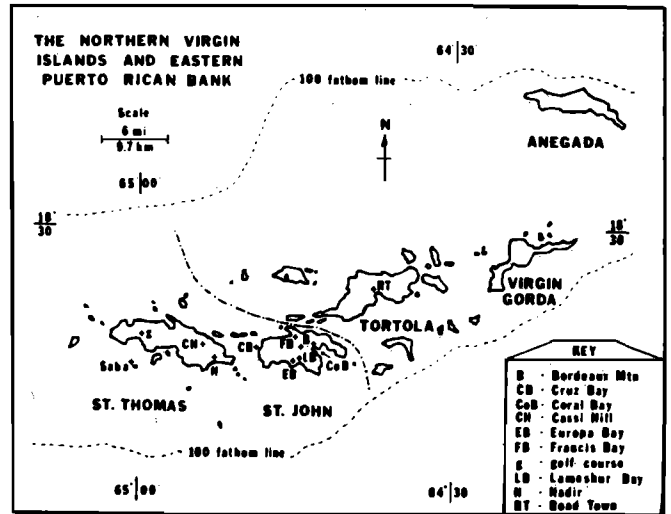 THE NORTHERN VIRGIN
ISLANDS AND EASTERN
PUERTO RICAN BANK
64° 30
100 fathom line
Scale
6 mi
9.7 km
N
ANEGADA
65° 00
18°
30
18°
30
RT
VIRGIN
GORDA
TORTOLA
CH
CB
FB
B
LB
CoB
Saba
N
EB
ST. THOMAS
ST. JOHN
100 fathom line
65° 00
64° 30
KEY
B - Bordeaux Mtn
CB - Cruz Bay
CoB - Coral Bay
CH - Cassi Hill
EB - Europa Bay
FB - Francis Bay
g - golf course
LB - Lameshur Bay
N - Nadir
RT - Road Town